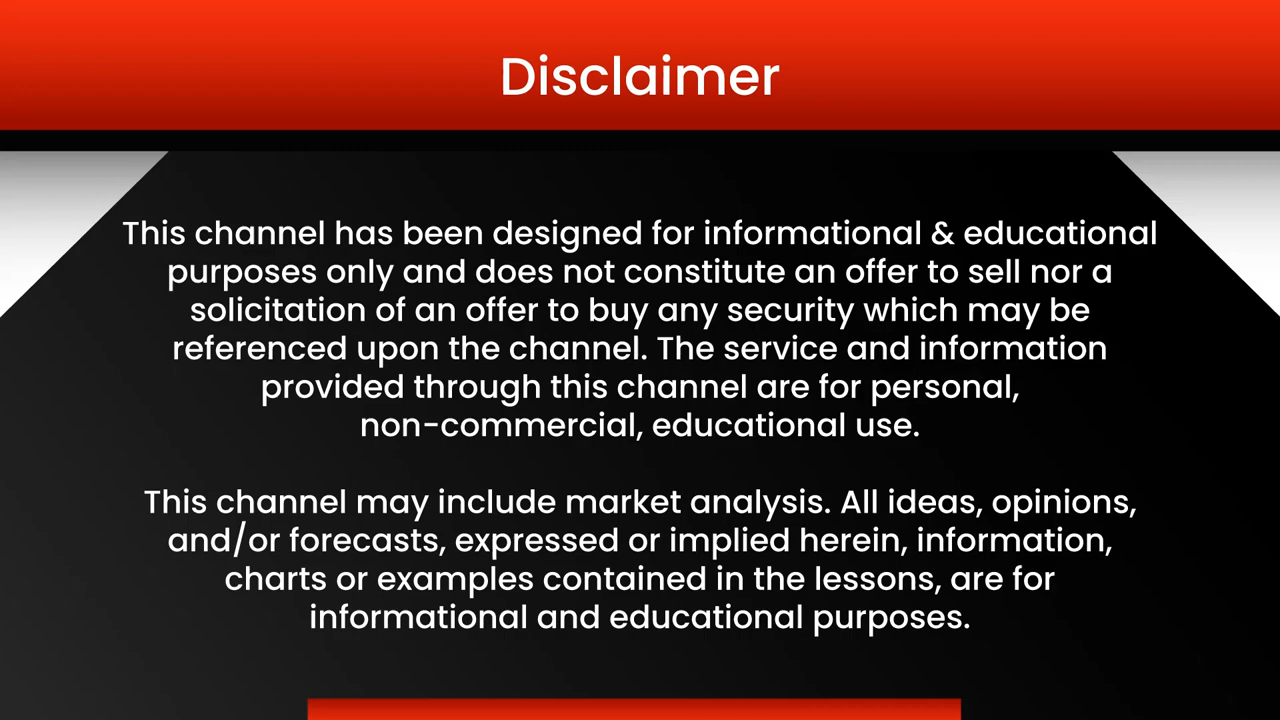 Disclaimer
This channel has been designed for informational & educational
purposes only and does not constitute an offer to sell nor a
solicitation of an offer to buy any security which may be
referenced upon the channel. The service and information
provided through this channel are for personal,
non-commercial, educational use.
This channel may include market analysis. All ideas, opinions,
and/or forecasts, expressed or implied herein, information,
charts or examples contained in the lessons, are for
informational and educational purposes.